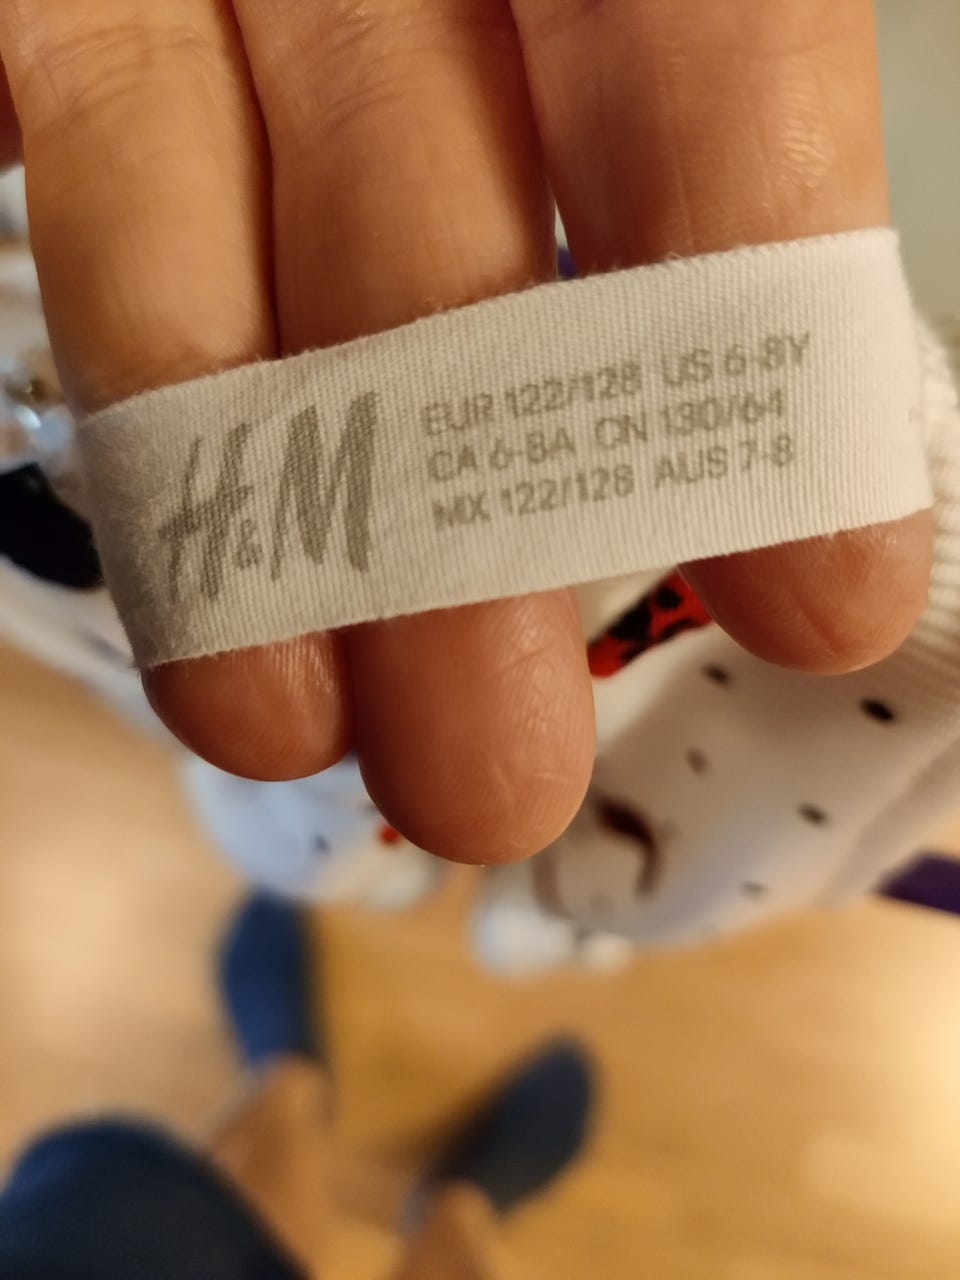 H&M
EUR 122/128 US 6-8Y
CA 6-8A CN 130/64
MX 122/128 AUS 7-8